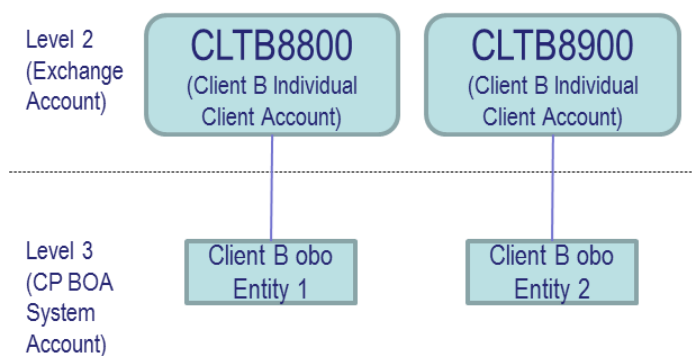 Level 2
(Exchange
Account)
CLTB8800
(Client B Individual
Client Account)
CLTB8900
(Client B Individual
Client Account)
Level 3
(CP BOA
System
Account)
Client B obo
Entity 1
Client B obo
Entity 2